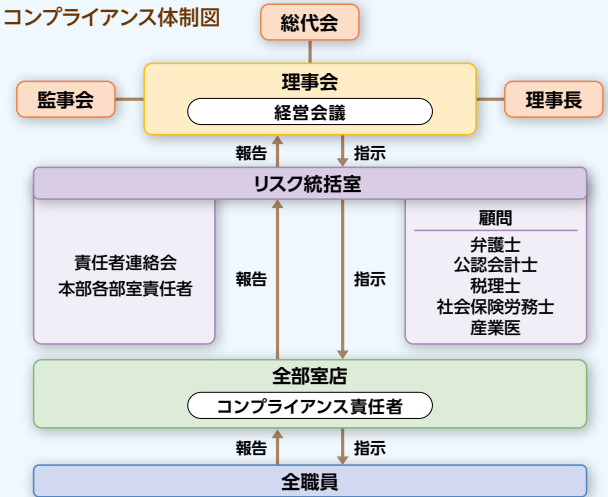 コンプライアンス体制図
総代会
理事会
監事会
経営会議
理事長
報告
指示
リスク統括室
責任者連絡会
本部各部室責任者
報告
指示
顧問
弁護士
公認会計士
税理士
社会保険労務士
産業医
全部室店
コンプライアンス責任者
報告
指示
全職員